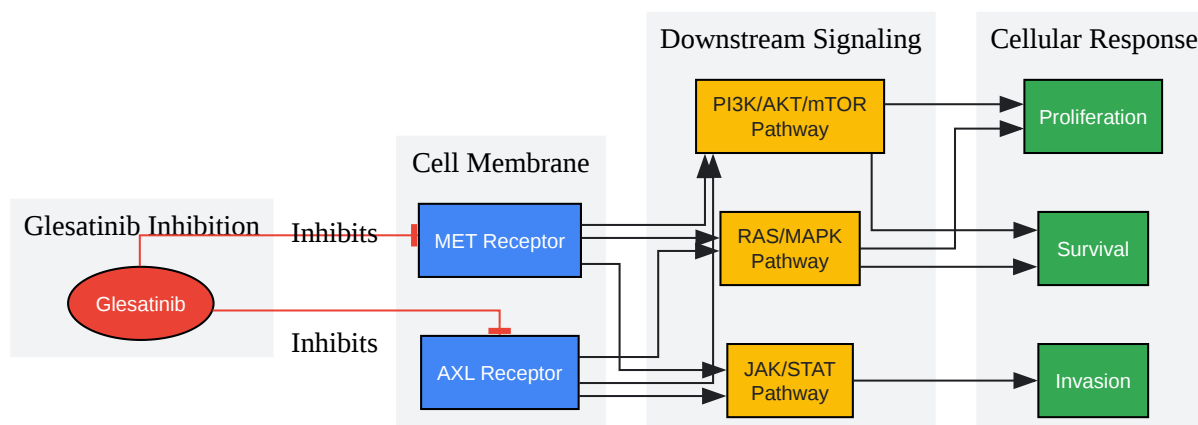 Glesatinib Inhibition
Glesatinib
Inhibits
Inhibits
Cell Membrane
MET Receptor
AXL Receptor
Downstream Signaling
PI3K/AKT/mTOR
Pathway
RAS/MAPK
Pathway
JAK/STAT
Pathway
Cellular Response
Proliferation
Survival
Invasion